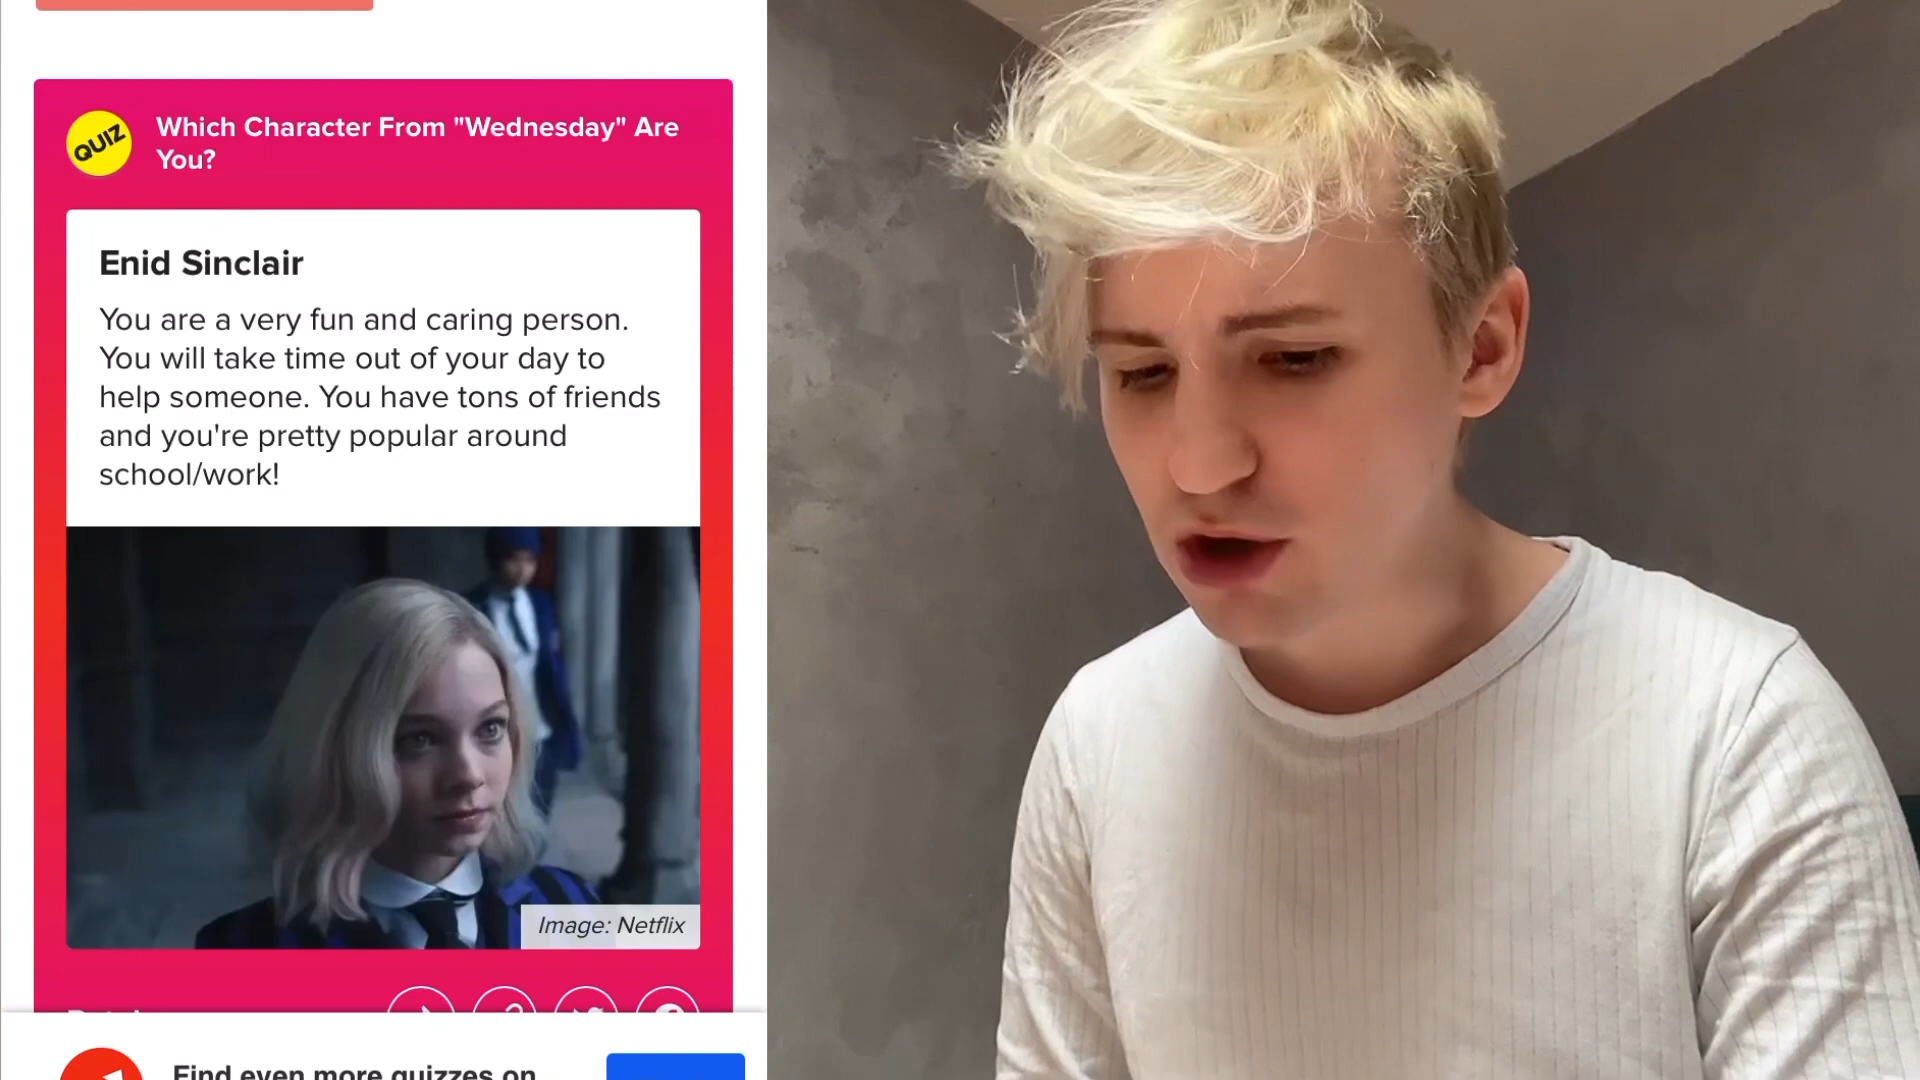 QUIZ
Which Character From "Wednesday" Are
You?
Enid Sinclair
You are a very fun and caring person.
You will take time out of your day to
help someone. You have tons of friends
and you're pretty popular around
school/work!
Image: Netflix
Find even more quizzes on